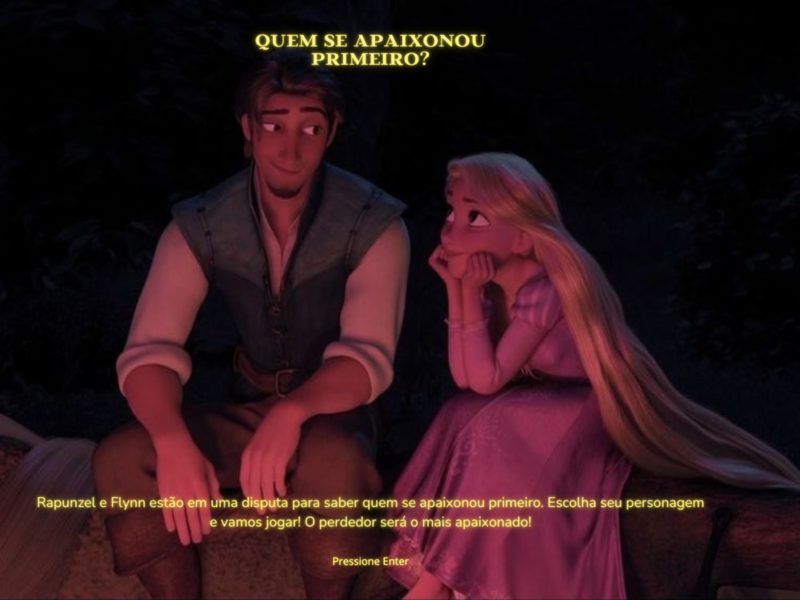 QUEM SE APAIXONOU
PRIMEIRO?
Rapunzel e Flynn estão em uma disputa para saber quem se apaixonou primeiro. Escolha seu personagem
e vamos jogar! O perdedor será o mais apaixonado!
Pressione Enter